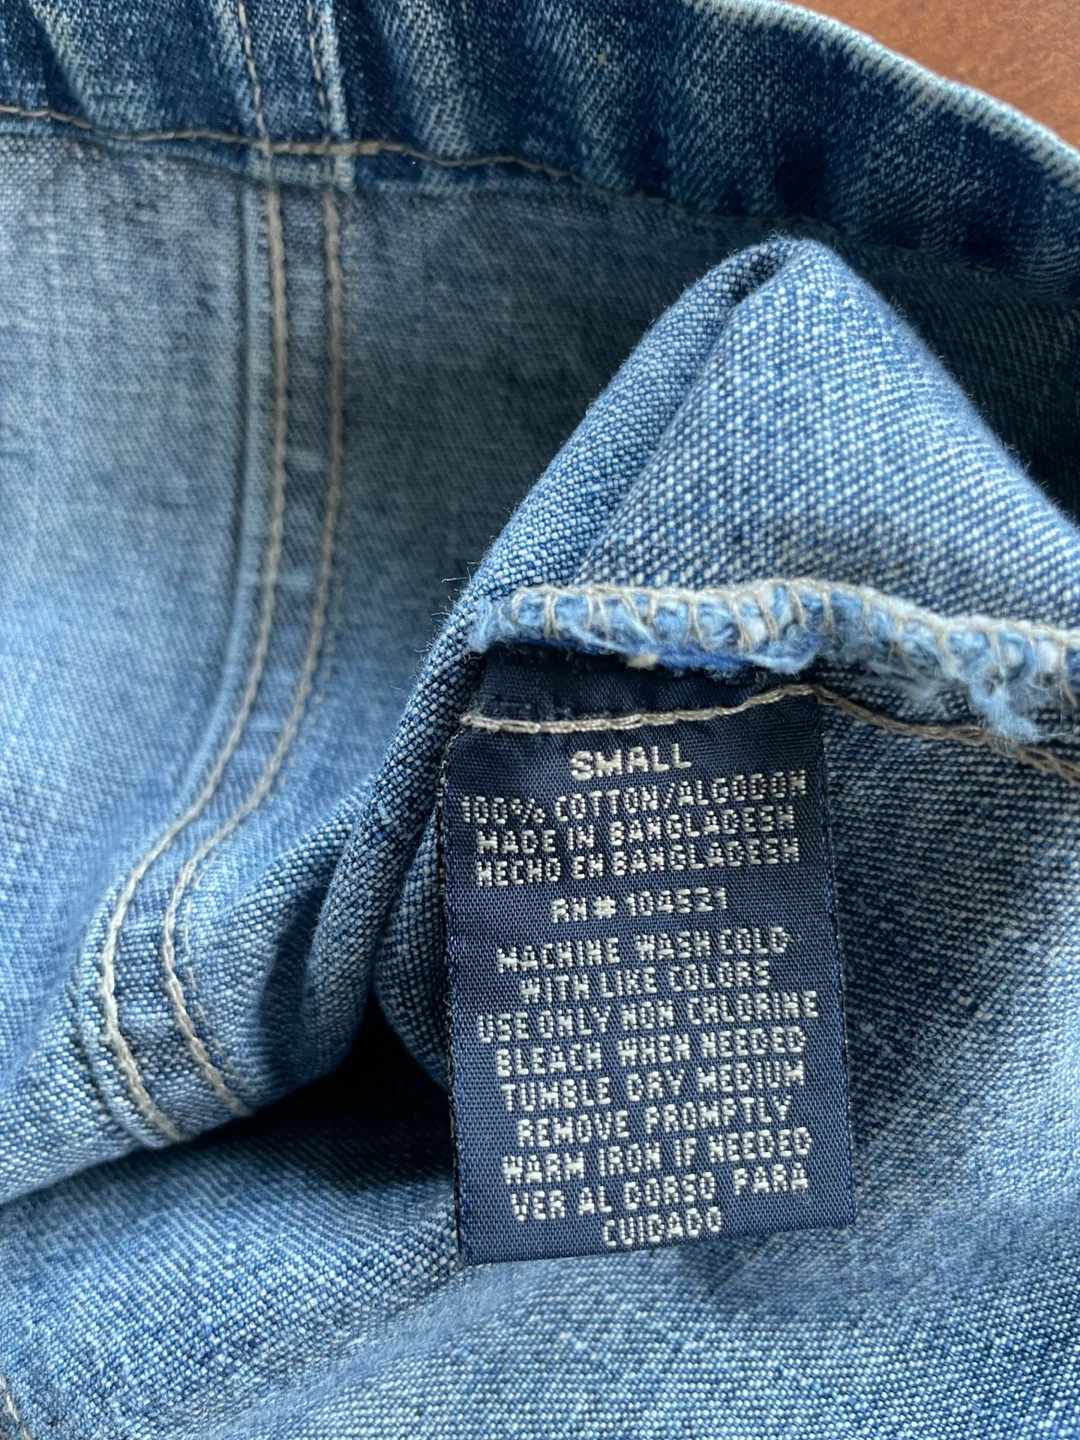 SMALL
100% COTTON/ALGODON
MADE IN BANGLADESH
HECHO EN BANGLADESH
RN# 104521
MACHINE WASH COLD
WITH LIKE COLORS
USE ONLY NON CHLORINE
BLEACH WHEN NEEDED
TUMBLE DRY MEDIUM
REMOVE PROMPTLY
WARM IRON IF NEEDED
VER AL DORSO PARA
CUIDADO